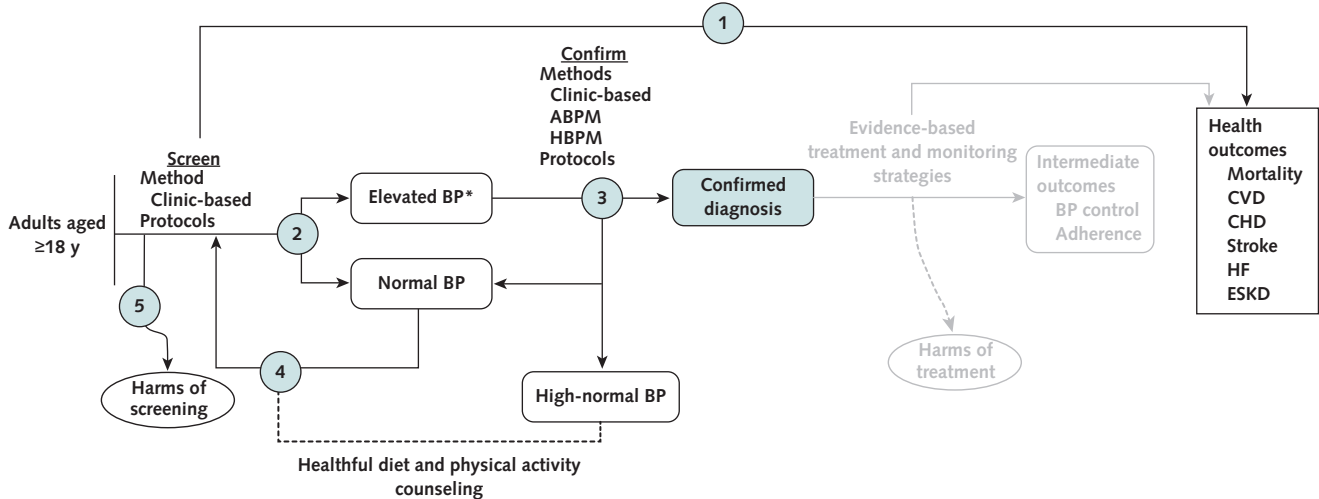 1
Confirm
Methods
Clinic-based
ABPM
HBPM
Protocols
Screen
Method
Clinic-based
Protocols
Adults aged
≥18 y
2
Elevated BP*
Normal BP
3
Confirmed
diagnosis
Evidence-based
treatment and monitoring
strategies
Intermediate
outcomes
BP control
Adherence
Health
outcomes
Mortality
CVD
CHD
Stroke
HF
ESKD
5
Harms of
screening
4
High-normal BP
Harms of
treatment
Healthful diet and physical activity
counseling